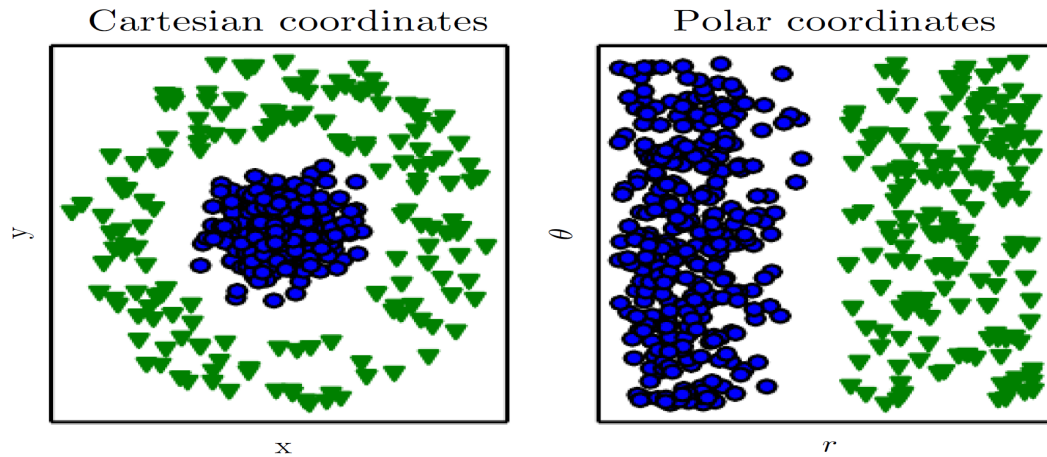 Cartesian coordinates
y
x
Polar coordinates
θ
r